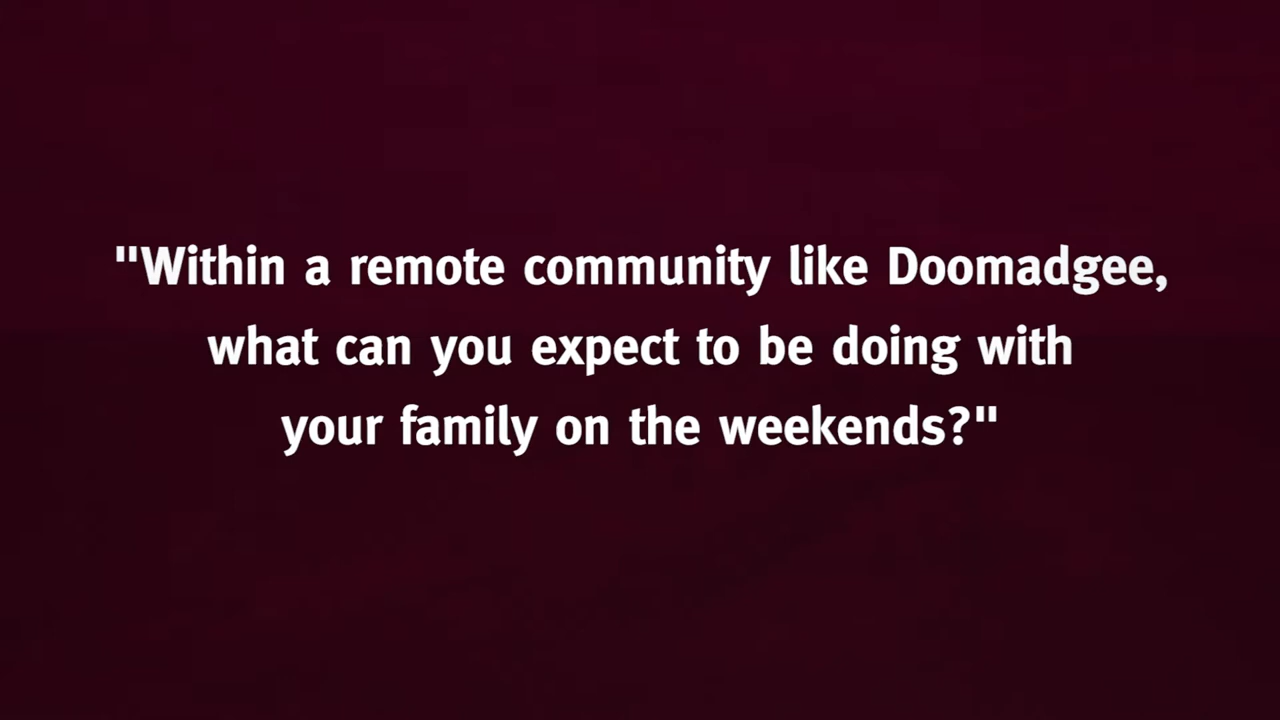 "Within a remote community like Doomadgee,
what can you expect to be doing with
your family on the weekends?"